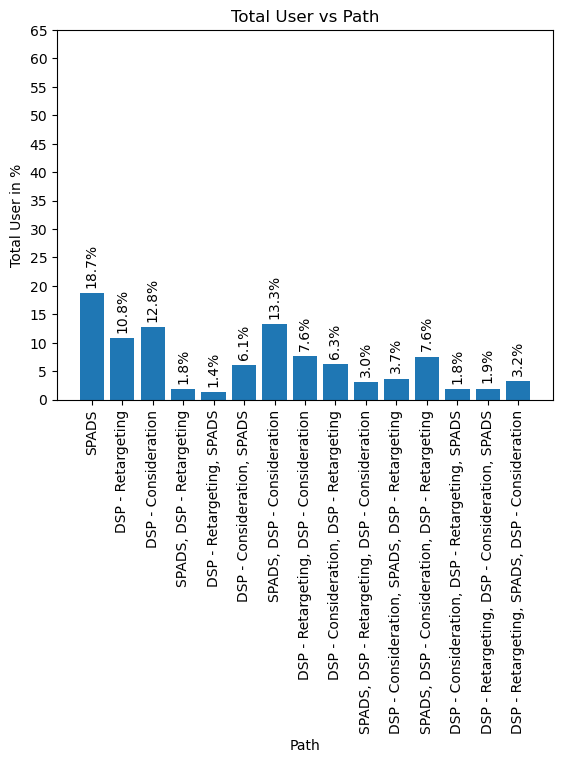 Total User vs Path
Total User in %
65
60
55
50
45
40
35
30
25
20
15
10
5
0
18.7%
10.8%
12.8%
1.8%
1.4%
6.1%
13.3%
7.6%
6.3%
3.0%
3.7%
7.6%
1.8%
1.9%
3.2%
SPADS
DSP - Retargeting
DSP - Consideration
SPADS, DSP - Retargeting
DSP - Retargeting, SPADS
DSP - Consideration, SPADS
SPADS, DSP - Consideration
DSP - Retargeting, DSP - Consideration
DSP - Consideration, DSP - Retargeting
SPADS, DSP - Retargeting, DSP - Consideration
DSP - Consideration, SPADS, DSP - Retargeting
SPADS, DSP - Consideration, DSP - Retargeting
DSP - Consideration, DSP - Retargeting, SPADS
DSP - Retargeting, DSP - Consideration, SPADS
DSP - Retargeting, SPADS, DSP - Consideration
Path